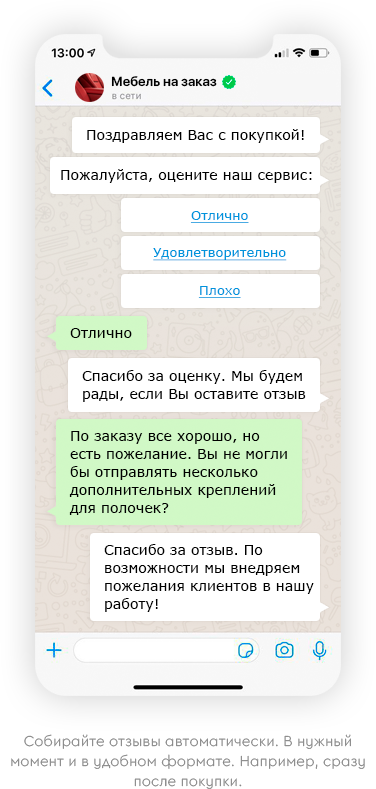 13:00
Мебель на заказ
в сети
Поздравляем Вас с покупкой!
Пожалуйста, оцените наш сервис:
Отлично
Удовлетворительно
Плохо
Отлично
Спасибо за оценку. Мы будем
рады, если Вы оставите отзыв
По заказу все хорошо, но
есть пожелание. Вы не могли
бы отправлять несколько
дополнительных креплений
для полочек?
Спасибо за отзыв. По
возможности мы внедряем
пожелания клиентов в нашу
работу!
Собирайте отзывы автоматически. В нужный
момент и в удобном формате. Например, сразу
после покупки.